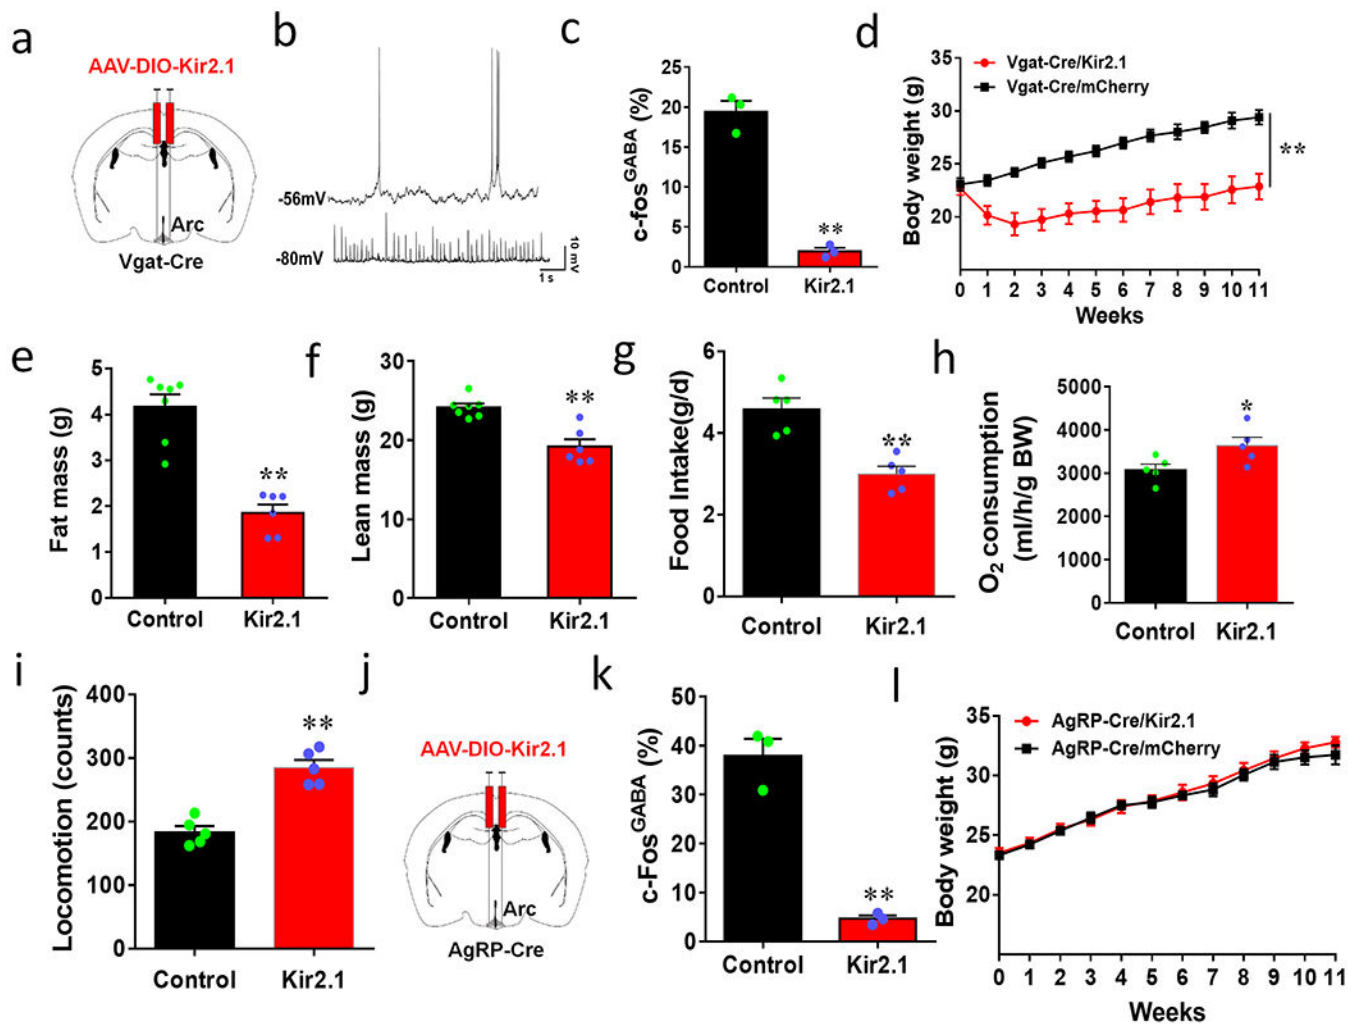 a
AAV-DIO-Kir2.1
Arc
Vgat-Cre
b
-56mV
-80mV
10 mV
1 s
c
c-fosGABA (%)
25
20
15
10
5
0
**
Control
Kir2.1
d
Body weight (g)
35
30
25
20
Vgat-Cre/Kir2.1
Vgat-Cre/mCherry
**
0 1 2 3 4 5 6 7 8 9 10 11
Weeks
e
Fat mass (g)
5
4
3
2
1
0
**
Control
Kir2.1
f
Lean mass (g)
30
20
10
0
**
Control
Kir2.1
g
Food Intake(g/d)
6
4
2
0
**
Control
Kir2.1
h
O2 consumption
(ml/h/g BW)
5000
4000
3000
2000
1000
0
*
Control
Kir2.1
i
Locomotion (counts)
400
300
200
100
0
**
Control
Kir2.1
j
AAV-DIO-Kir2.1
Arc
AgRP-Cre
k
c-FosGABA (%)
50
40
30
20
10
0
**
Control
Kir2.1
l
Body weight (g)
35
30
25
20
AgRP-Cre/Kir2.1
AgRP-Cre/mCherry
0 1 2 3 4 5 6 7 8 9 10 11
Weeks